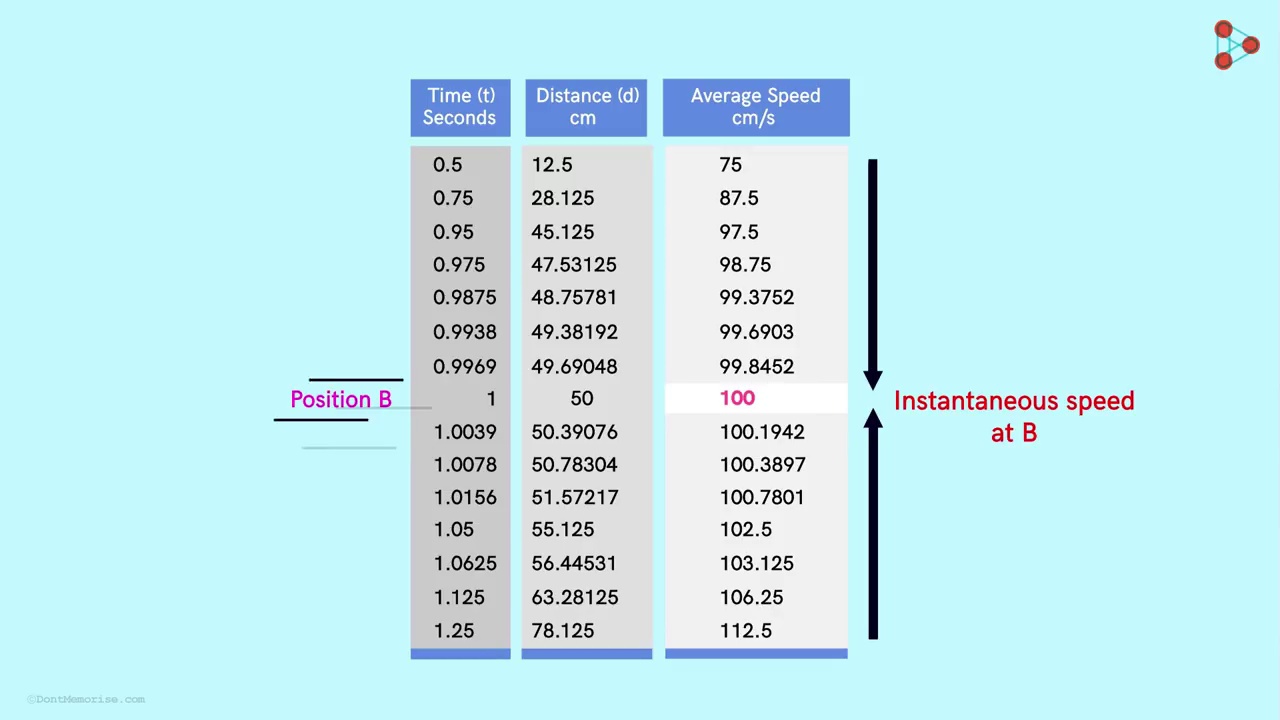 Time (t) Seconds Distance (d) cm Average Speed cm/s
0.5 12.5 75
0.75 28.125 87.5
0.95 45.125 97.5
0.975 47.53125 98.75
0.9875 48.75781 99.3752
0.9938 49.38192 99.6903
0.9969 49.69048 99.8452
Position B 1 50 100 Instantaneous speed at B
1.0039 50.39076 100.1942
1.0078 50.78304 100.3897
1.0156 51.57217 100.7801
1.05 55.125 102.5
1.0625 56.44531 103.125
1.125 63.28125 106.25
1.25 78.125 112.5
©DontMemorise.com